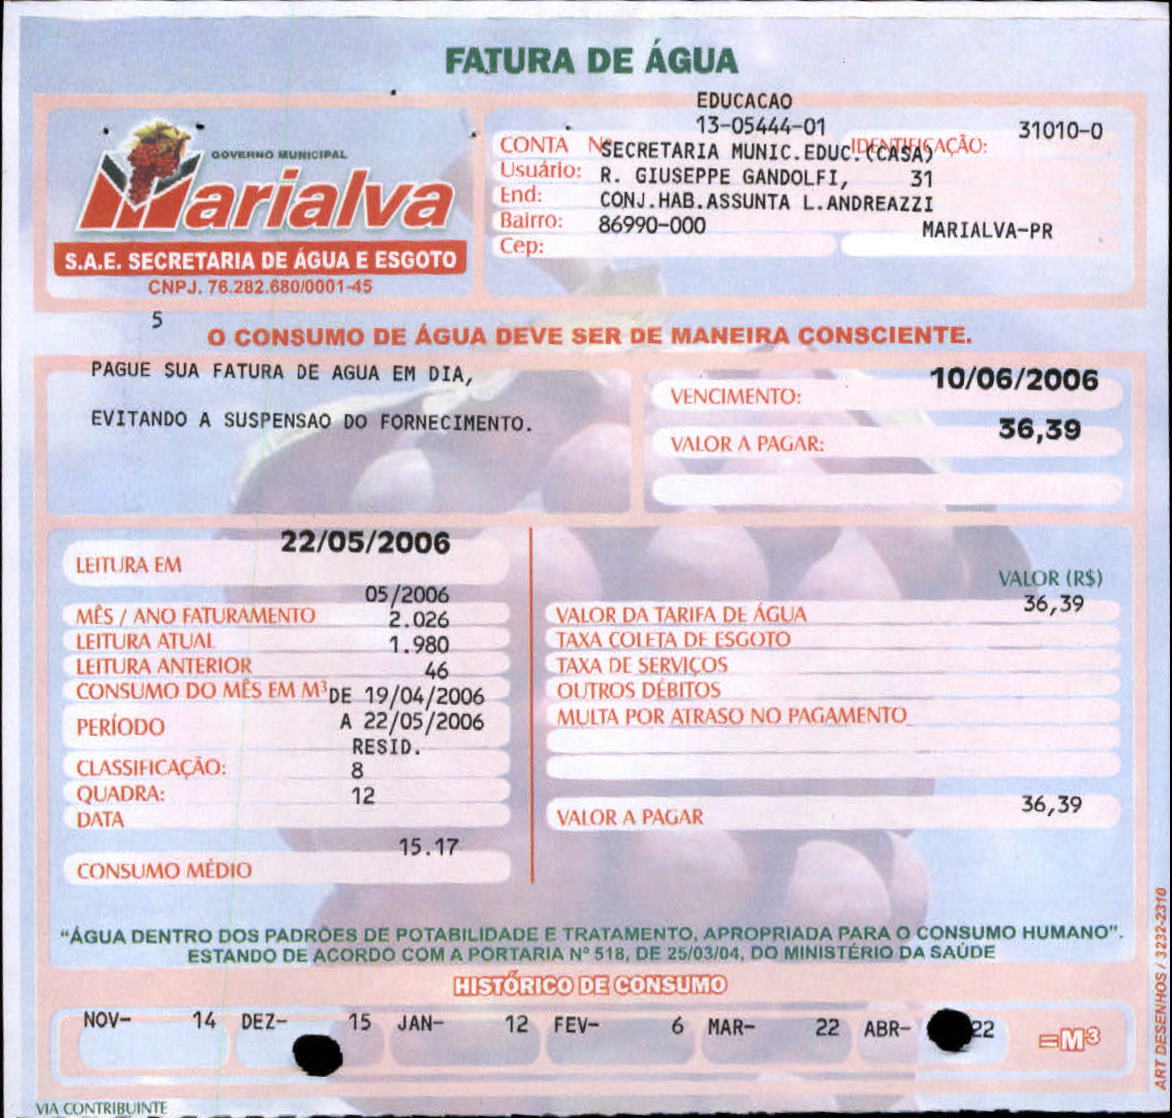 FATURA DE ÁGUA
GOVERNO MUNICIPAL
Marialva
S.A.E. SECRETARIA DE ÁGUA E ESGOTO
CNPJ. 76.282.680/0001-45
EDUCACAO
CONTA Nº 13-05444-01 IDENTIFICAÇÃO: 31010-0
Usuário: SECRETARIA MUNIC.EDUC.(CASA)
End: R. GIUSEPPE GANDOLFI, 31
Bairro: CONJ.HAB.ASSUNTA L.ANDREAZZI
Cep: 86990-000 MARIALVA-PR
5
O CONSUMO DE ÁGUA DEVE SER DE MANEIRA CONSCIENTE.
PAGUE SUA FATURA DE AGUA EM DIA,
EVITANDO A SUSPENSAO DO FORNECIMENTO.
VENCIMENTO: 10/06/2006
VALOR A PAGAR: 36,39
LEITURA EM 22/05/2006
MÊS / ANO FATURAMENTO 05/2006
LEITURA ATUAL 2.026
LEITURA ANTERIOR 1.980
CONSUMO DO MÊS EM M³ 46
PERÍODO DE 19/04/2006
A 22/05/2006
CLASSIFICAÇÃO: RESID.
QUADRA: 8
DATA 12
CONSUMO MÉDIO 15.17
VALOR (R$)
VALOR DA TARIFA DE ÁGUA 36,39
TAXA COLETA DE ESGOTO
TAXA DE SERVIÇOS
OUTROS DÉBITOS
MULTA POR ATRASO NO PAGAMENTO
VALOR A PAGAR 36,39
"ÁGUA DENTRO DOS PADRÕES DE POTABILIDADE E TRATAMENTO, APROPRIADA PARA O CONSUMO HUMANO".
ESTANDO DE ACORDO COM A PORTARIA Nº 518, DE 25/03/04, DO MINISTÉRIO DA SAÚDE
HISTÓRICO DE CONSUMO
NOV- 14 DEZ- 15 JAN- 12 FEV- 6 MAR- 22 ABR- 22 =M³
VIA CONTRIBUINTE
ART DESENHOS / 3232-2310